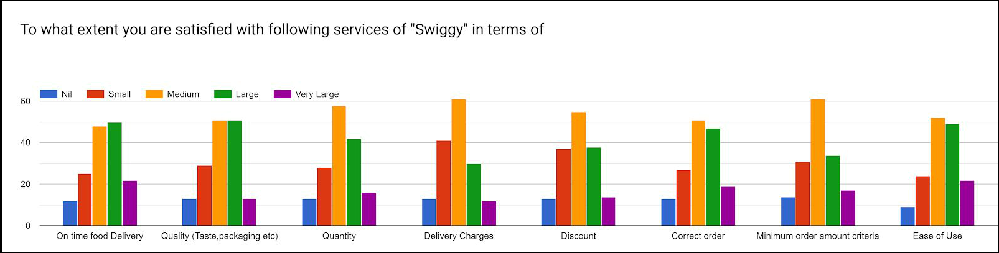 To what extent you are satisfied with following services of "Swiggy" in terms of
Nil Small Medium Large Very Large
60
40
20
0
On time food Delivery Quality (Taste,packaging etc) Quantity Delivery Charges Discount Correct order Minimum order amount criteria Ease of Use